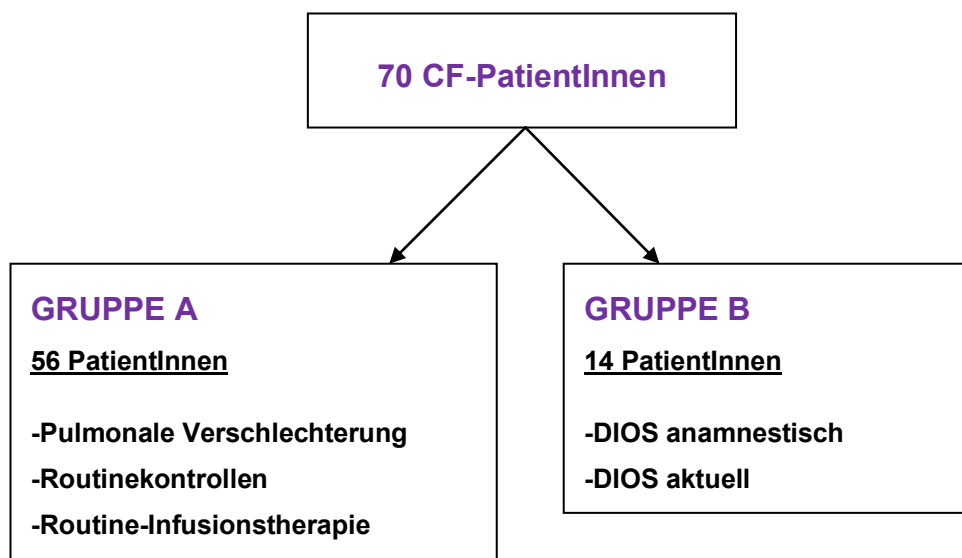 70 CF-PatientInnen
GRUPPE A
56 PatientInnen
-Pulmonale Verschlechterung
-Routinekontrollen
-Routine-Infusionstherapie
GRUPPE B
14 PatientInnen
-DIOS anamnestisch
-DIOS aktuell